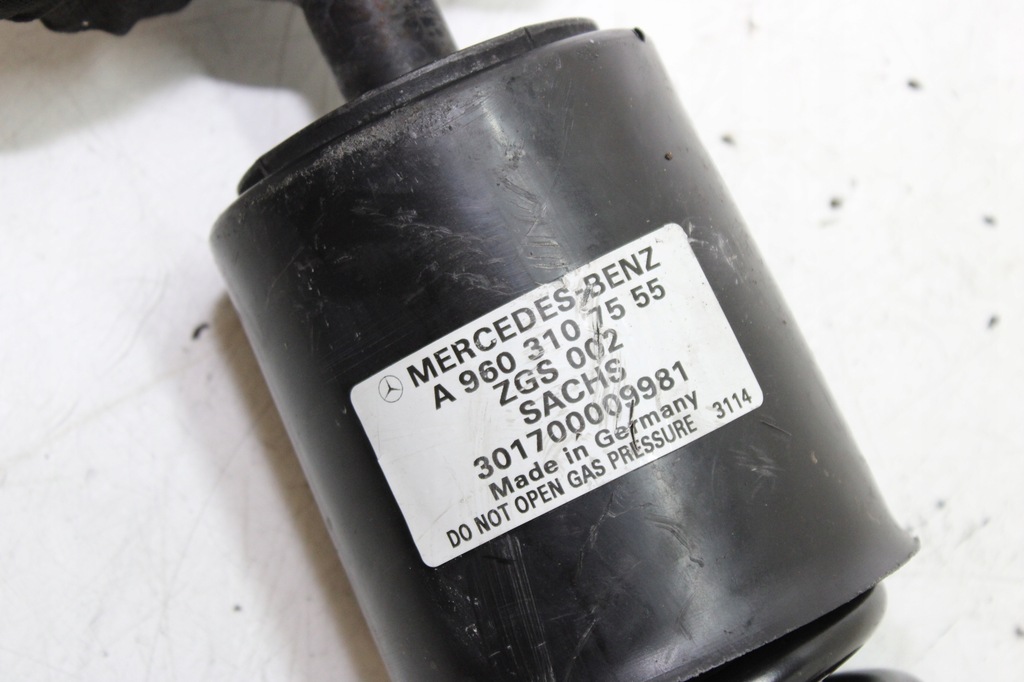 MERCEDES-BENZ
A 960 310 75 55
ZGS 002
SACHS
301700009981
Made in Germany
DO NOT OPEN GAS PRESSURE 3114